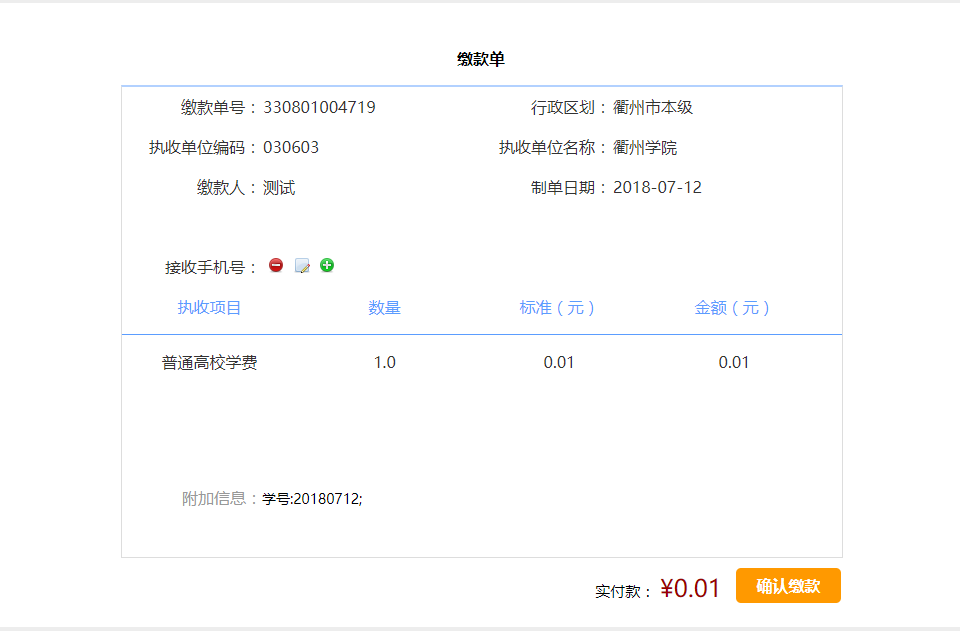 缴款单
缴款单号：330801004719 行政区划：衢州市本级
执收单位编码：030603 执收单位名称：衢州学院
缴款人：测试 制单日期：2018-07-12
接收手机号：
执收项目 数量 标准（元） 金额（元）
普通高校学费 1.0 0.01 0.01
附加信息：学号:20180712;
实付款：¥0.01 确认缴款